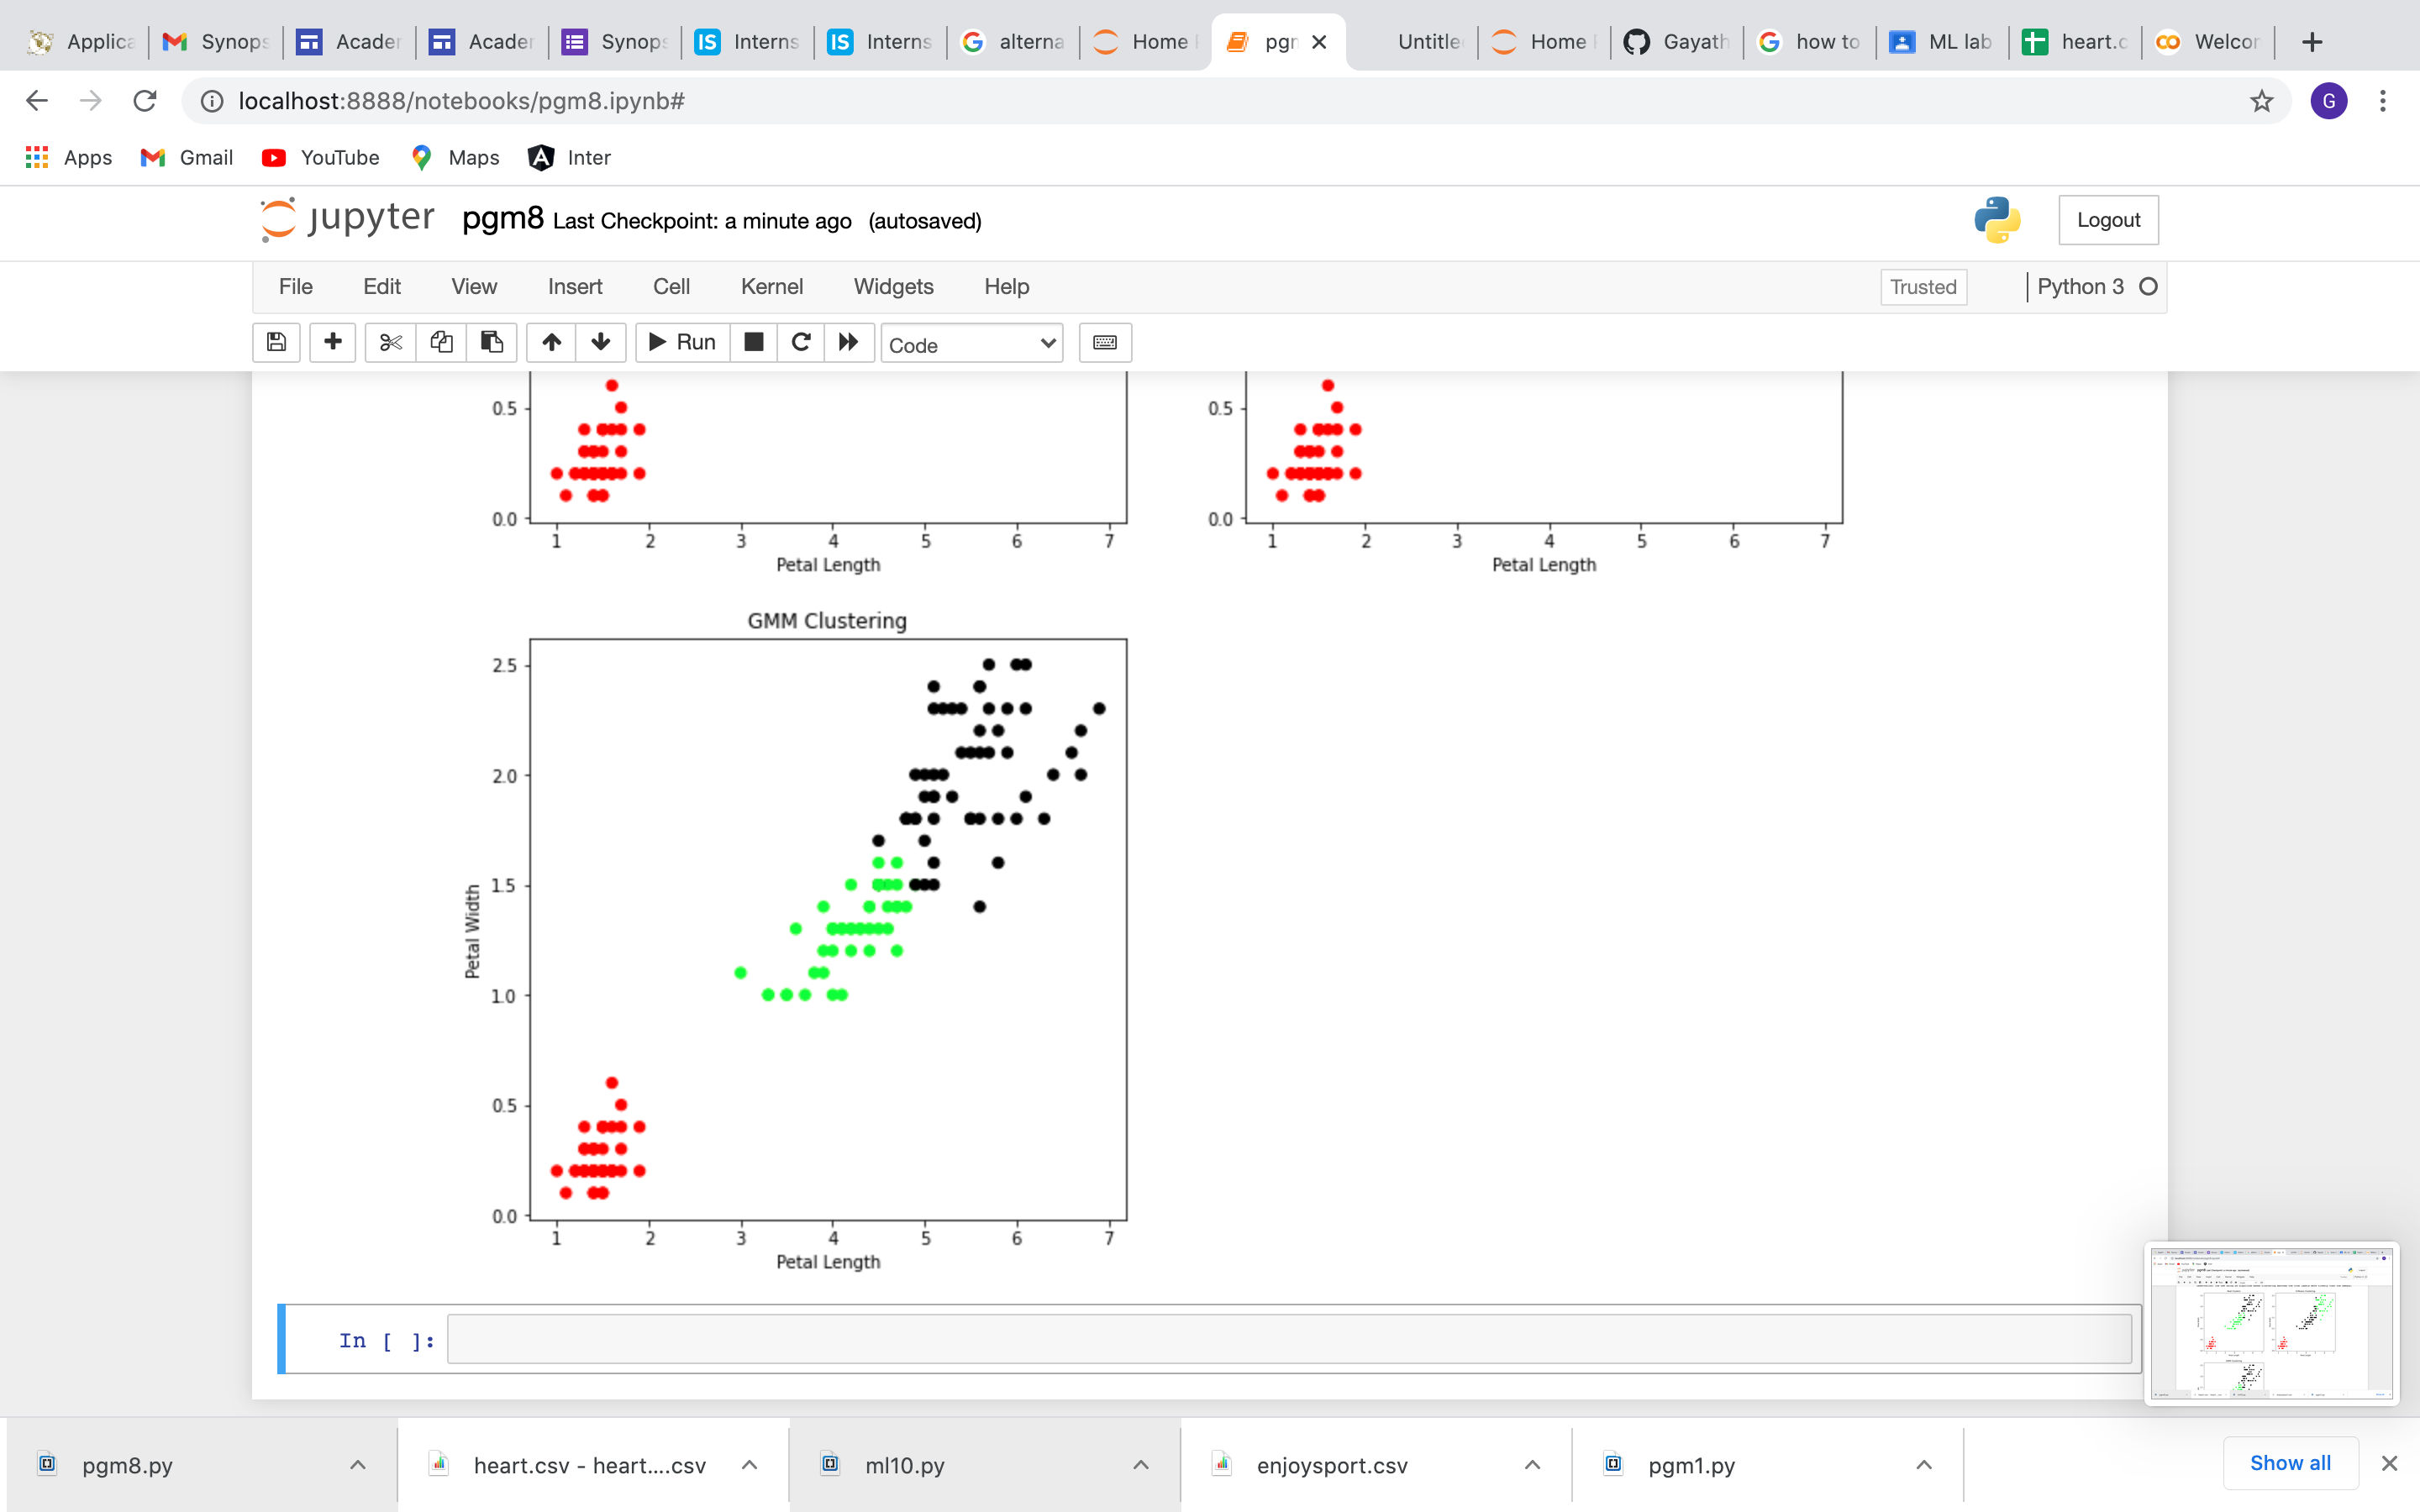 Applica Synops Acader Acader Synops Interns Interns alterna Home pgr Untitle Home Gayath how to ML lab heart.c Welcor
localhost:8888/notebooks/pgm8.ipynb#
G
Apps Gmail YouTube Maps Inter
jupyter pgm8 Last Checkpoint: a minute ago (autosaved)
Logout
File Edit View Insert Cell Kernel Widgets Help
Trusted Python 3
Run Code
0.5 0.5
0.0 0.0
1 2 3 4 5 6 7 1 2 3 4 5 6 7
Petal Length Petal Length
GMM Clustering
2.5
2.0
1.5
Petal Width
1.0
0.5
0.0
1 2 3 4 5 6 7
Petal Length
In [ ]:
pgm8.py heart.csv - heart....csv ml10.py enjoysport.csv pgm1.py Show all